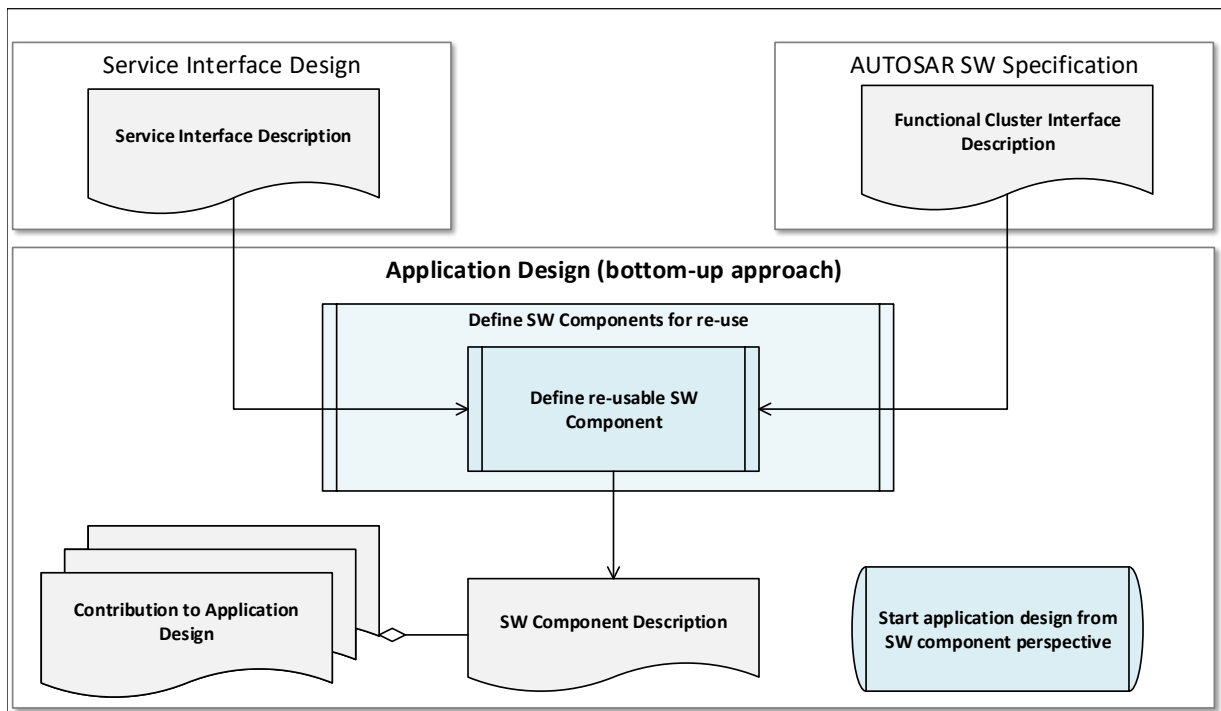 Service Interface Design
AUTOSAR SW Specification
Service Interface Description
Functional Cluster Interface
Description
Application Design (bottom-up approach)
Define SW Components for re-use
Define re-usable SW
Component
Contribution to Application
Design
SW Component Description
Start application design from
SW component perspective